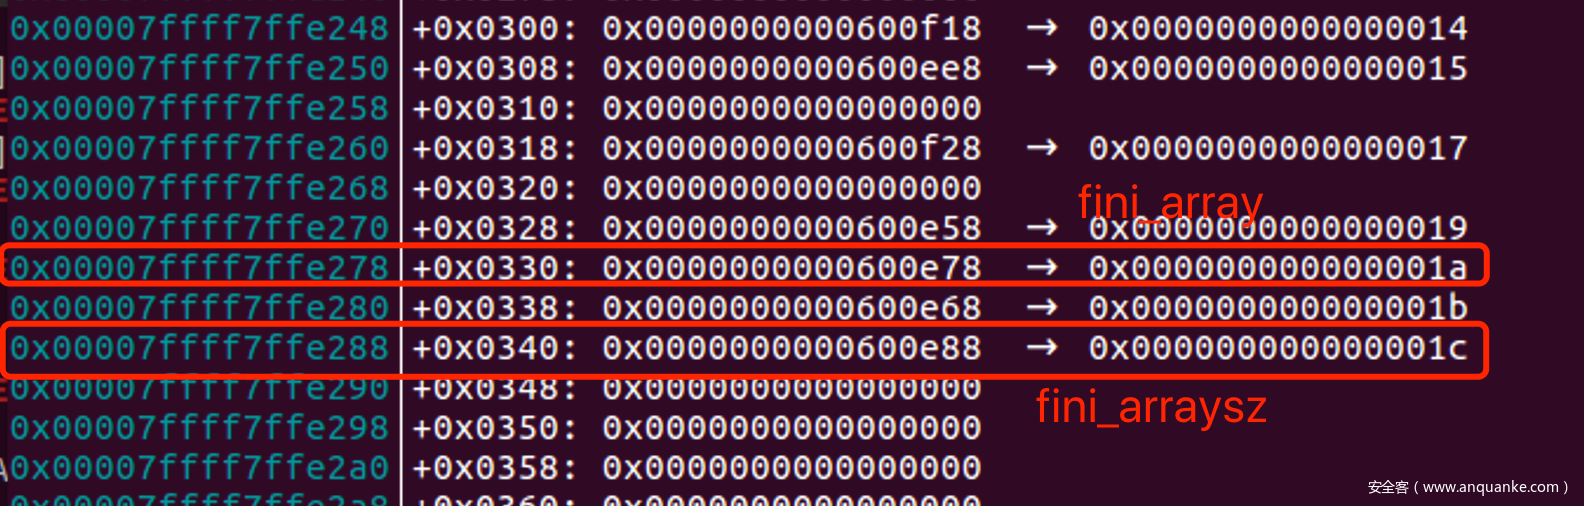 0x00007ffff7ffe248 +0x0300: 0x0000000000600f18 → 0x0000000000000014
0x00007ffff7ffe250 +0x0308: 0x0000000000600ee8 → 0x0000000000000015
0x00007ffff7ffe258 +0x0310: 0x0000000000000000
0x00007ffff7ffe260 +0x0318: 0x0000000000600f28 → 0x0000000000000017
0x00007ffff7ffe268 +0x0320: 0x0000000000000000
fini_array
0x00007ffff7ffe270 +0x0328: 0x0000000000600e58 → 0x0000000000000019
0x00007ffff7ffe278 +0x0330: 0x0000000000600e78 → 0x000000000000001a
0x00007ffff7ffe280 +0x0338: 0x0000000000600e68 → 0x000000000000001b
0x00007ffff7ffe288 +0x0340: 0x0000000000600e88 → 0x000000000000001c
0x00007ffff7ffe290 +0x0348: 0x0000000000000000
fini_arraysz
0x00007ffff7ffe298 +0x0350: 0x0000000000000000
0x00007ffff7ffe2a0 +0x0358: 0x0000000000000000
安全客（www.anquanke.com）